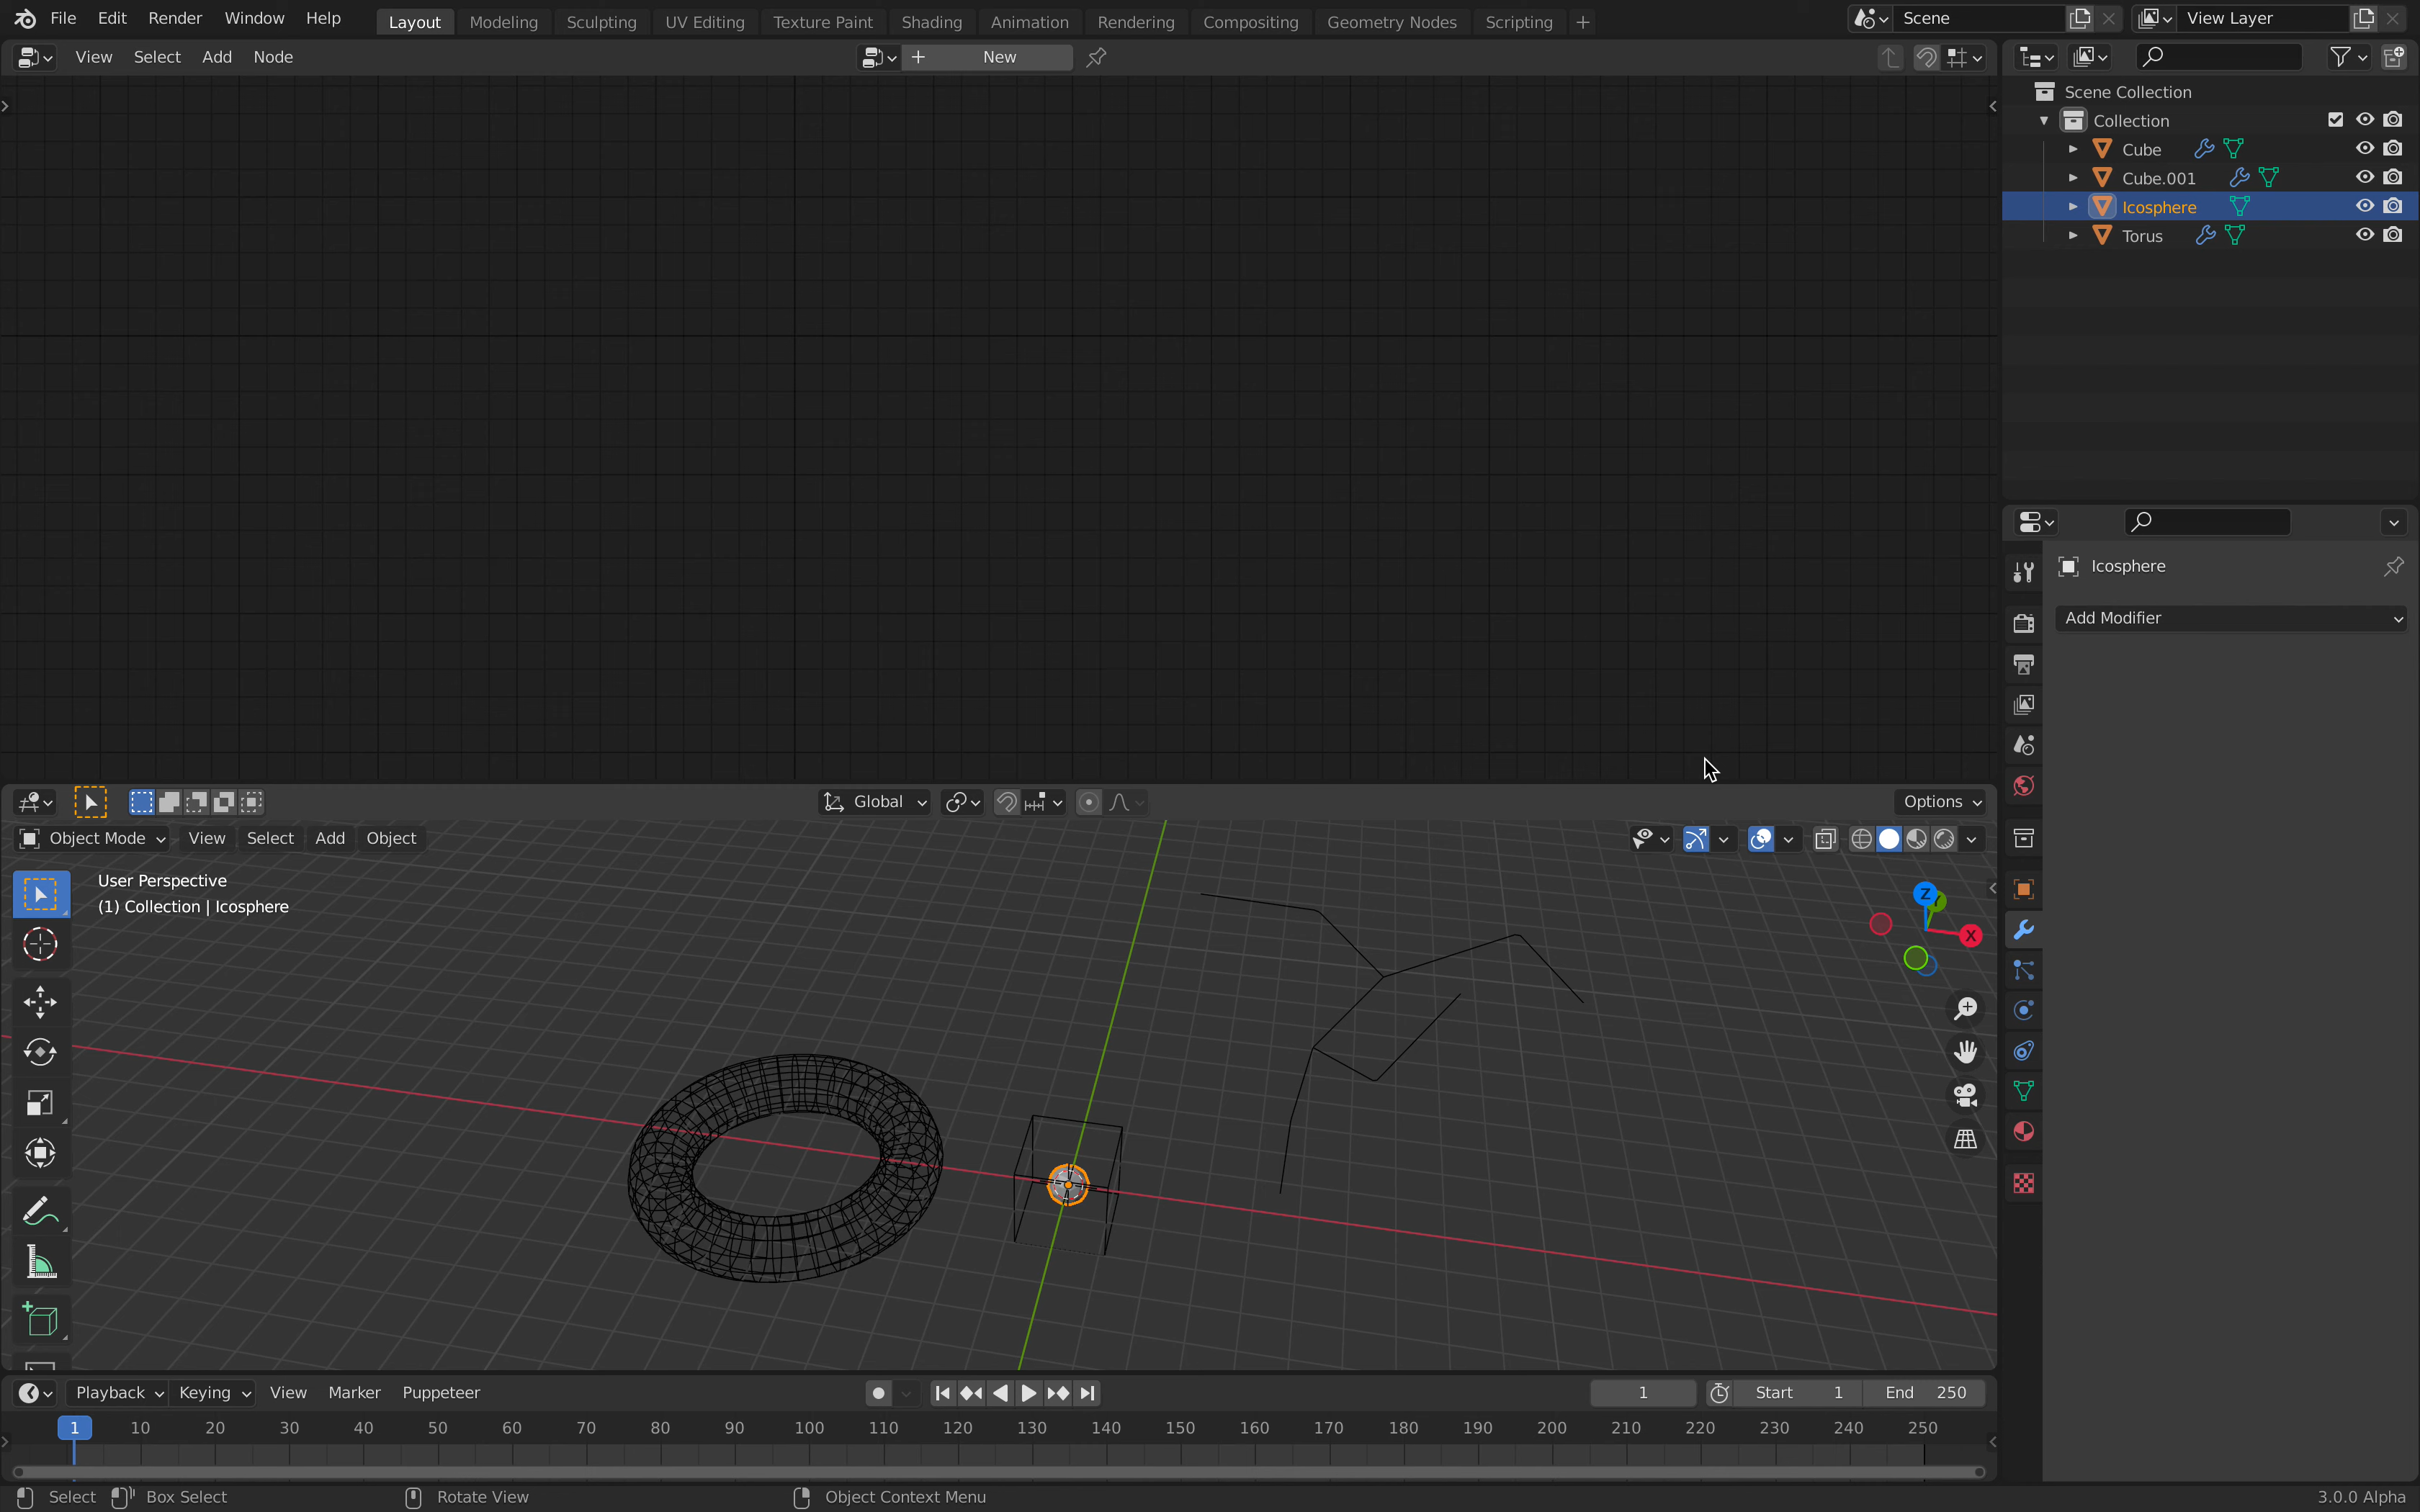 File Edit Render Window Help Layout Modeling Sculpting UV Editing Texture Paint Shading Animation Rendering Compositing Geometry Nodes Scripting + Scene View Layer
View Select Add Node + New
Scene Collection
Collection
Cube
Cube.001
Icosphere
Torus
Icosphere
Add Modifier
Global Options
Object Mode View Select Add Object
User Perspective
(1) Collection | Icosphere
Z
X
Playback Keying View Marker Puppeteer 1 Start 1 End 250
1 10 20 30 40 50 60 70 80 90 100 110 120 130 140 150 160 170 180 190 200 210 220 230 240 250
Select Box Select Rotate View Object Context Menu 3.0.0 Alpha